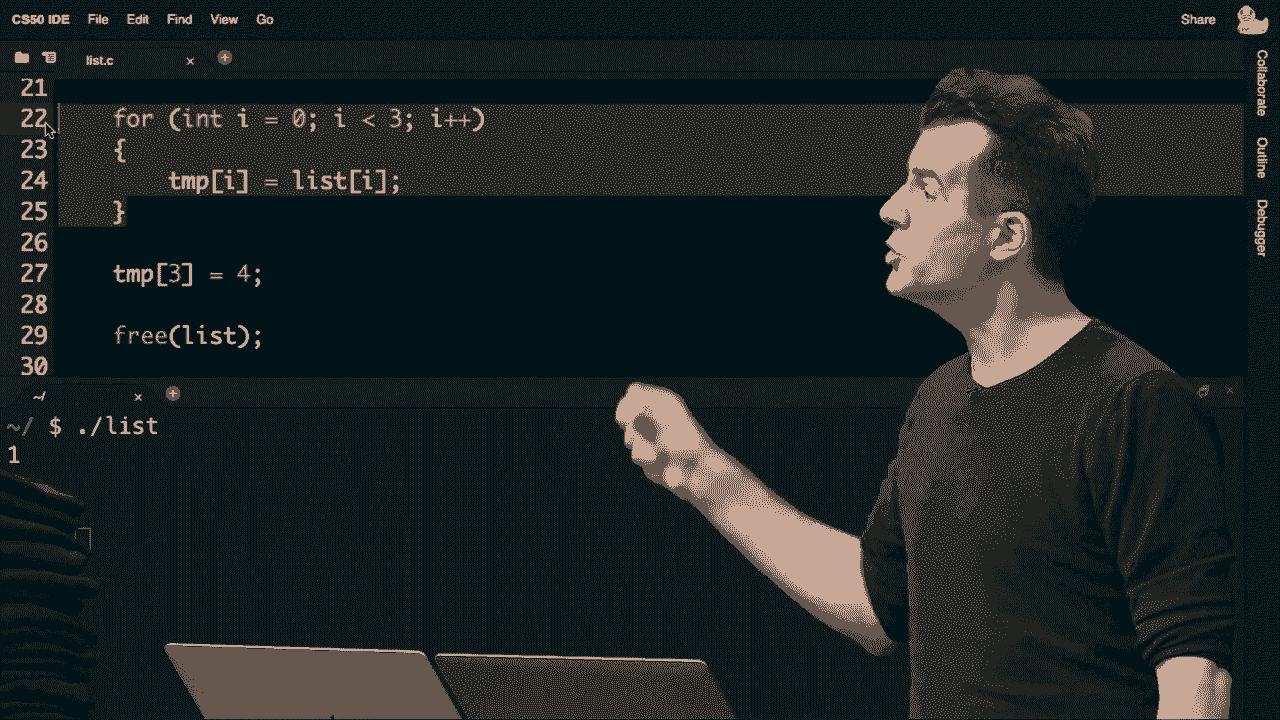 CS50 IDE File Edit Find View Go Share
list.c × +
Collaborate
Outline
Debugger
21
22 for (int i = 0; i < 3; i++)
23 {
24 tmp[i] = list[i];
25 }
26
27 tmp[3] = 4;
28
29 free(list);
30
~/ × +
~/ $ ./list
1